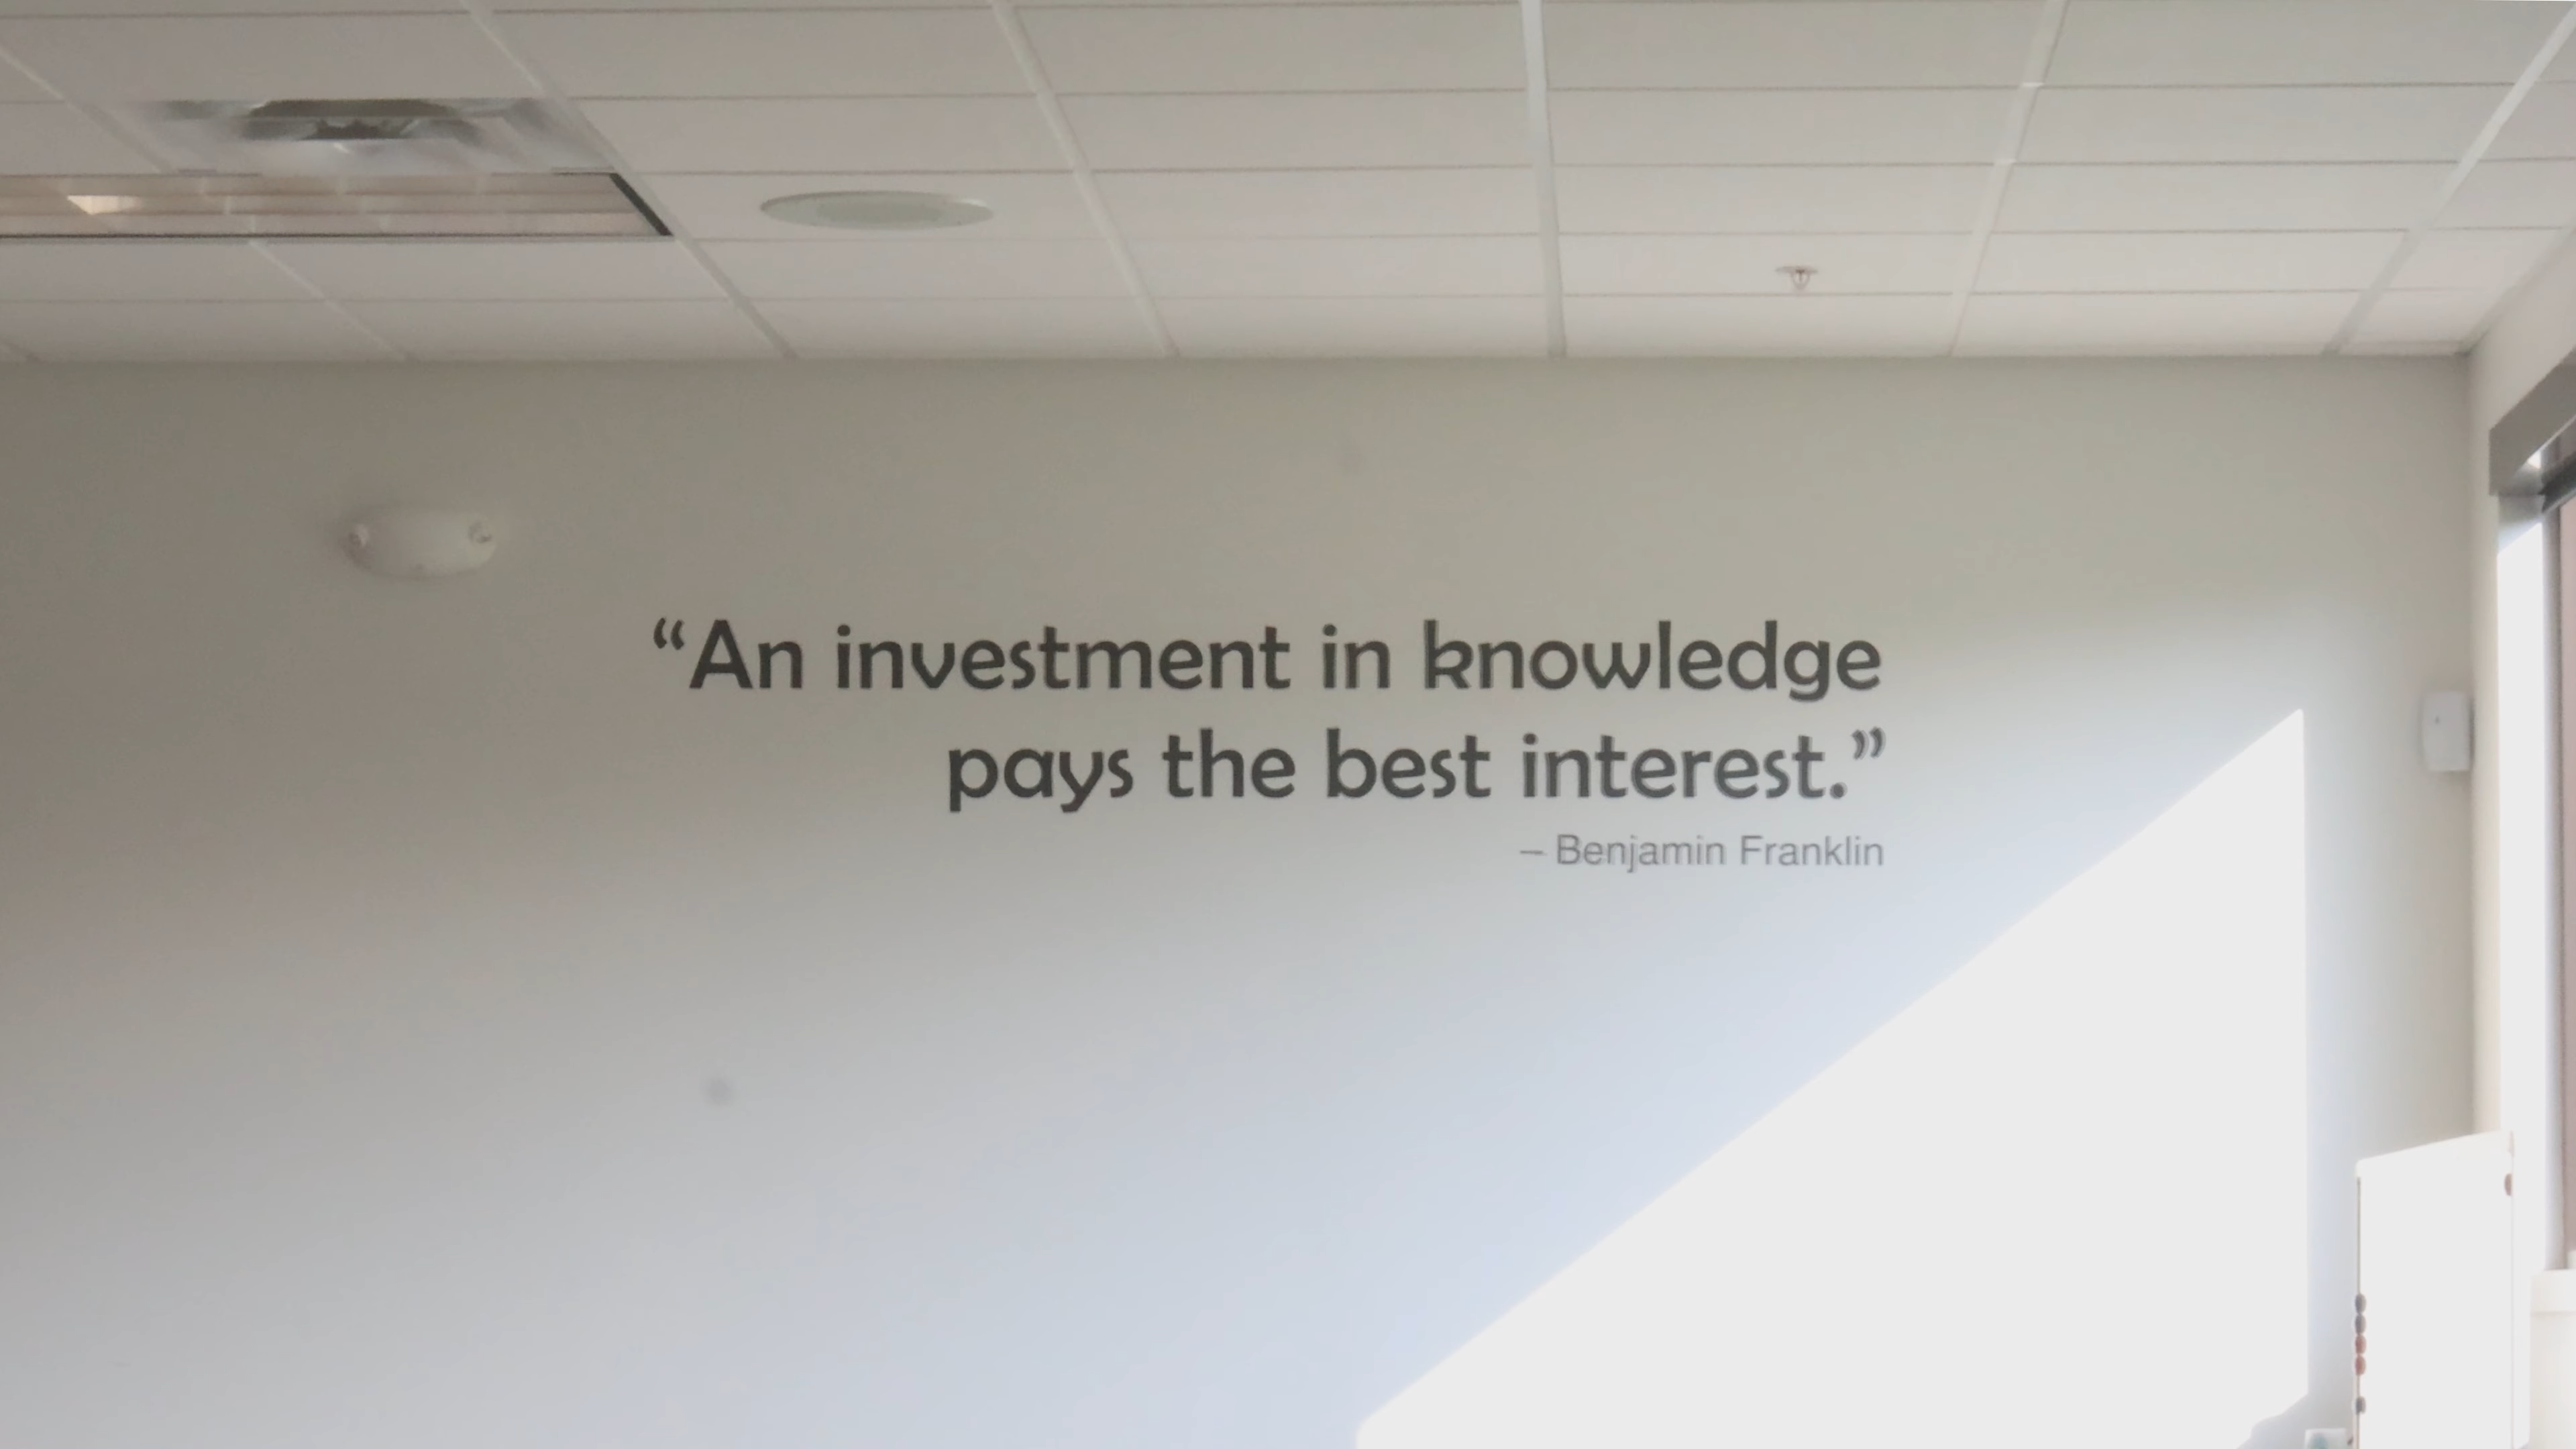 “An investment in knowledge
pays the best interest.”
– Benjamin Franklin